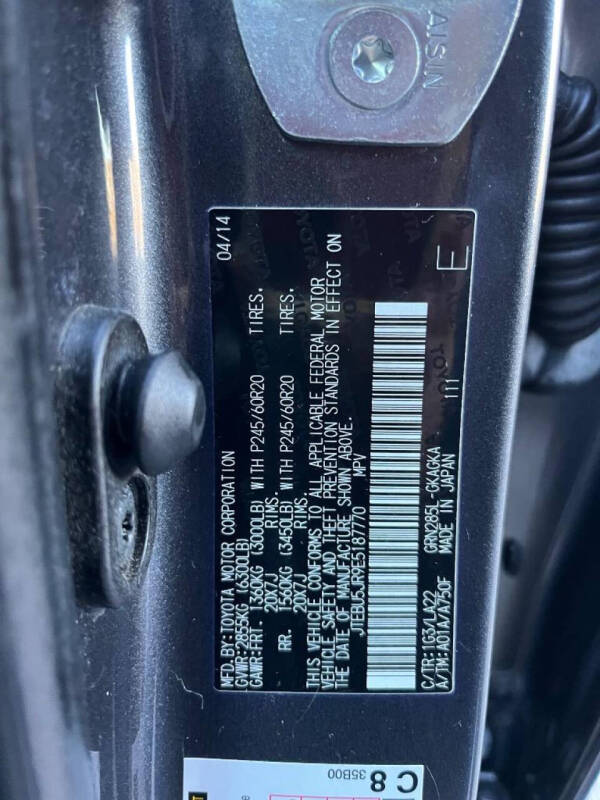 AISIN
MFD.BY:TOYOTA MOTOR CORPORATION 04/14
GVWR:2855KG (6300LB)
GAWR:FRT. 1360KG (3000LB) WITH P245/60R20 TIRES.
20X7J RIMS.
RR. 1560KG (3450LB) WITH P245/60R20 TIRES.
20X7J RIMS.
THIS VEHICLE CONFORMS TO ALL APPLICABLE FEDERAL MOTOR
VEHICLE SAFETY AND THEFT PREVENTION STANDARDS IN EFFECT ON
THE DATE OF MANUFACTURE SHOWN ABOVE.
JTEBU5JR9E5187770 MPV E
111
C/TR:1G3/LA22 GRN285L-GKAGKA
A/TM:A01A/A750F MADE IN JAPAN
C 8
35B00